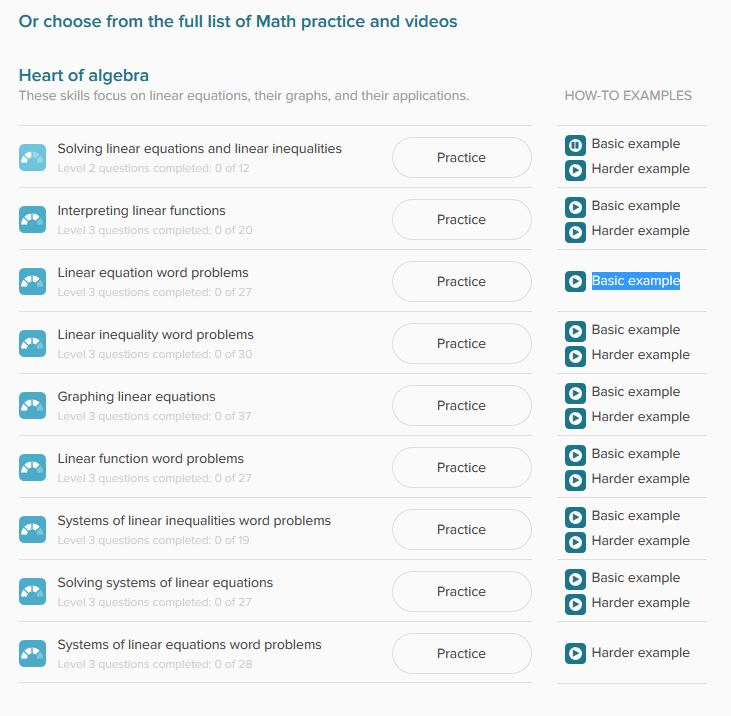 Or choose from the full list of Math practice and videos
Heart of algebra
These skills focus on linear equations, their graphs, and their applications.
HOW-TO EXAMPLES
Solving linear equations and linear inequalities
Level 2 questions completed: 0 of 12
Practice
Basic example
Harder example
Interpreting linear functions
Level 3 questions completed: 0 of 20
Practice
Basic example
Harder example
Linear equation word problems
Level 3 questions completed: 0 of 27
Practice
Basic example
Linear inequality word problems
Level 3 questions completed: 0 of 30
Practice
Basic example
Harder example
Graphing linear equations
Level 3 questions completed: 0 of 37
Practice
Basic example
Harder example
Linear function word problems
Level 3 questions completed: 0 of 27
Practice
Basic example
Harder example
Systems of linear inequalities word problems
Level 3 questions completed: 0 of 19
Practice
Basic example
Harder example
Solving systems of linear equations
Level 3 questions completed: 0 of 27
Practice
Basic example
Harder example
Systems of linear equations word problems
Level 3 questions completed: 0 of 28
Practice
Harder example